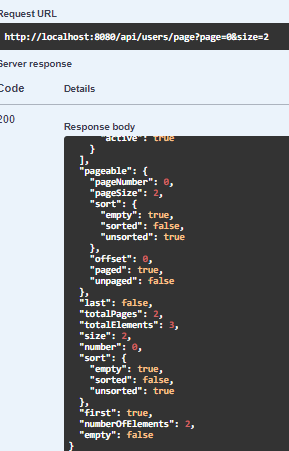 Request URL
http://localhost:8080/api/users/page?page=0&size=2
Server response
Code Details
200
Response body
"active": true
}
],
"pageable": {
"pageNumber": 0,
"pageSize": 2,
"sort": {
"empty": true,
"sorted": false,
"unsorted": true
},
"offset": 0,
"paged": true,
"unpaged": false
},
"last": false,
"totalPages": 2,
"totalElements": 3,
"size": 2,
"number": 0,
"sort": {
"empty": true,
"sorted": false,
"unsorted": true
},
"first": true,
"numberOfElements": 2,
"empty": false
}